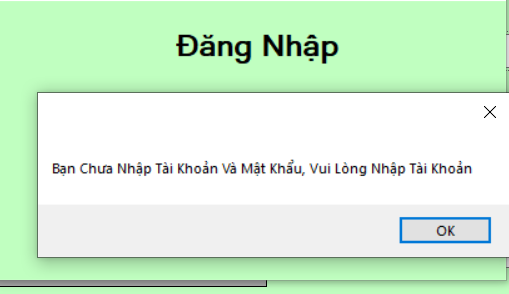 Đăng Nhập
Bạn Chưa Nhập Tài Khoản Và Mật Khẩu, Vui Lòng Nhập Tài Khoản
OK